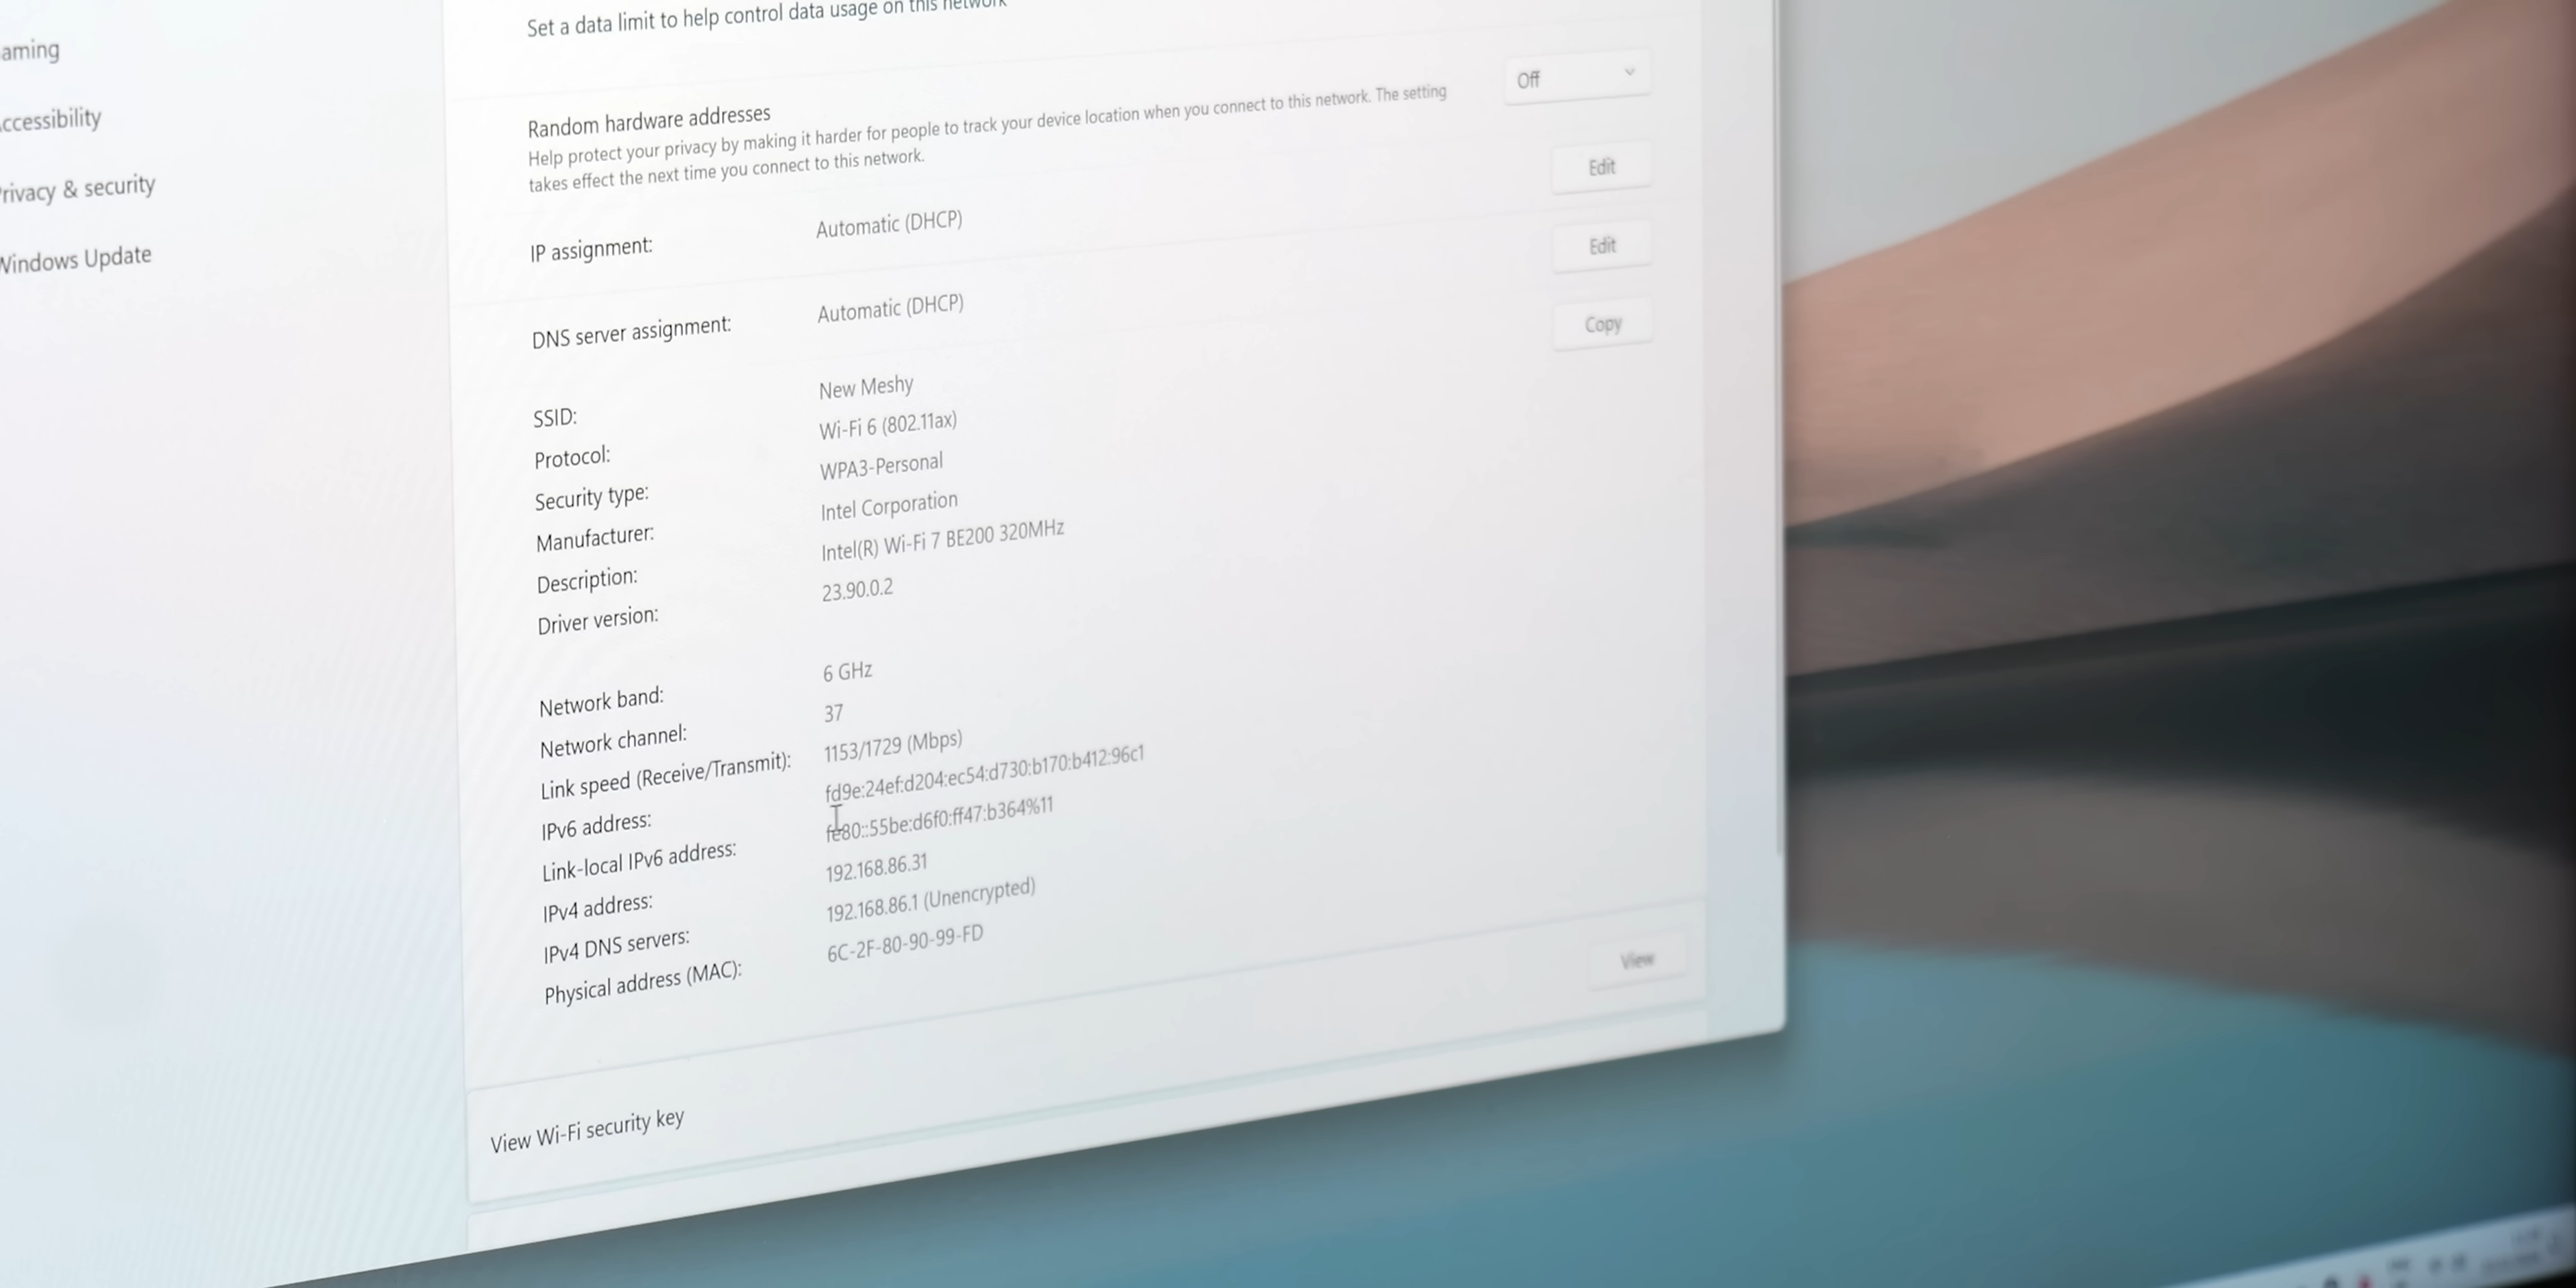 Set a data limit to help control data usage on this network
aming
ccessibility
rivacy & security
Windows Update
Random hardware addresses
Help protect your privacy by making it harder for people to track your device location when you connect to this network. The setting
takes effect the next time you connect to this network.
Off
IP assignment: Automatic (DHCP) Edit
DNS server assignment: Automatic (DHCP) Edit
Copy
SSID: New Meshy
Protocol: Wi-Fi 6 (802.11ax)
Security type: WPA3-Personal
Manufacturer: Intel Corporation
Description: Intel(R) Wi-Fi 7 BE200 320MHz
Driver version: 23.90.0.2
Network band: 6 GHz
Network channel: 37
Link speed (Receive/Transmit): 1153/1729 (Mbps)
IPv6 address: fd9e:24ef:d204:ec54:d730:b170:b412:96c1
Link-local IPv6 address: fe80::55be:d6f0:ff47:b364%11
IPv4 address: 192.168.86.31
IPv4 DNS servers: 192.168.86.1 (Unencrypted)
Physical address (MAC): 6C-2F-80-90-99-FD
View Wi-Fi security key View